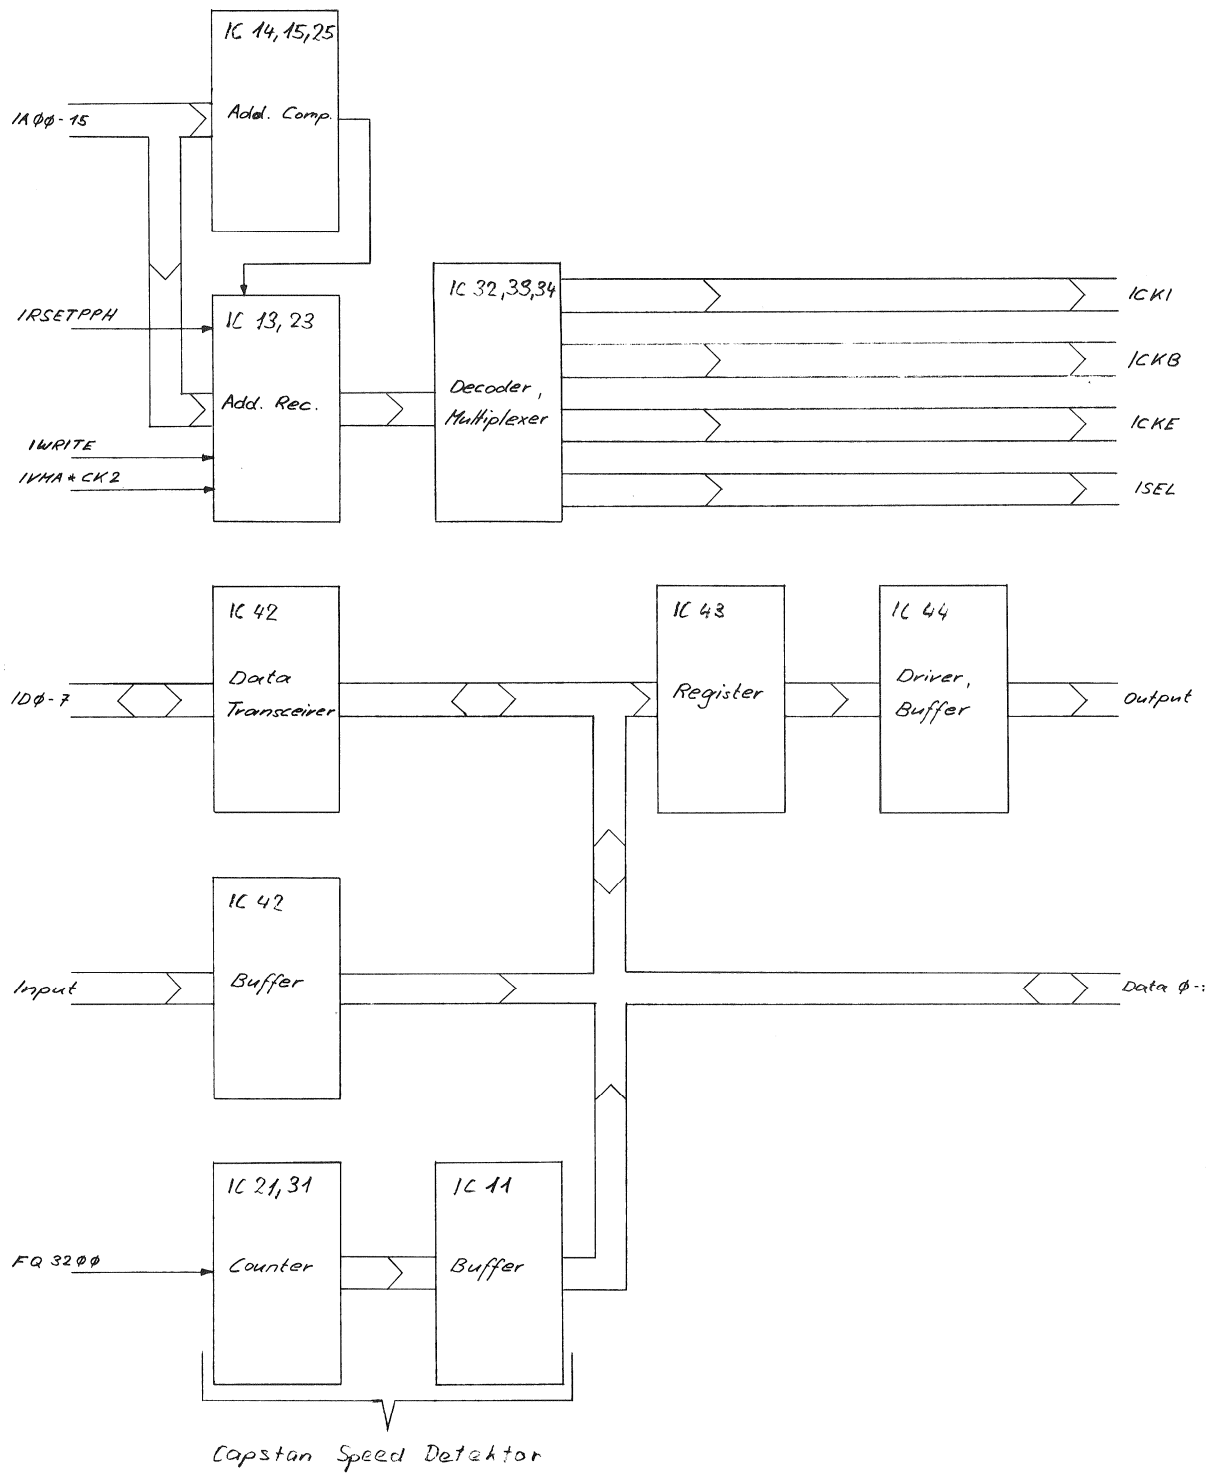 IC 14,15,25
Add. Comp.
IAØØ-15
IRSETPPH
IC 13,23
Add. Rec.
IWRITE
IVMA*CK2
IC 32,33,34
Decoder,
Multiplexer
ICKI
ICKB
ICKE
ISEL
IC 42
Data
Transceirer
IDØ-7
IC 43
Register
IC 44
Driver,
Buffer
Output
IC 42
Buffer
Input
Data Ø-
IC 21,31
Counter
FQ 32ØØ
IC 11
Buffer
Capstan Speed Detektor